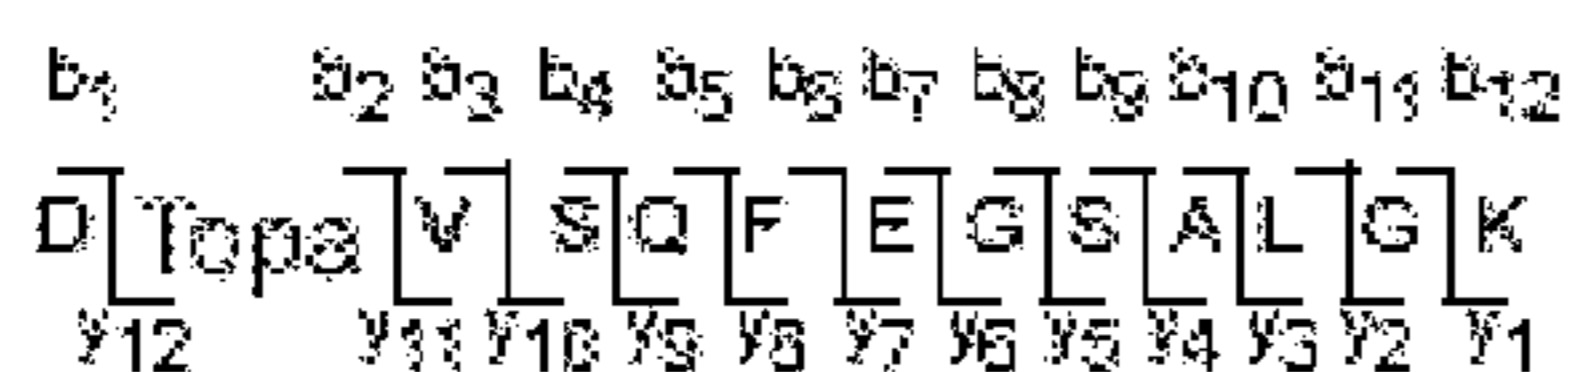 b1 b2 b3 b4 b5 b6 b7 b8 b9 b10 b11 b12
D Topa V S Q F E G S A L G K
y12 y11 y10 y9 y8 y7 y6 y5 y4 y3 y2 y1